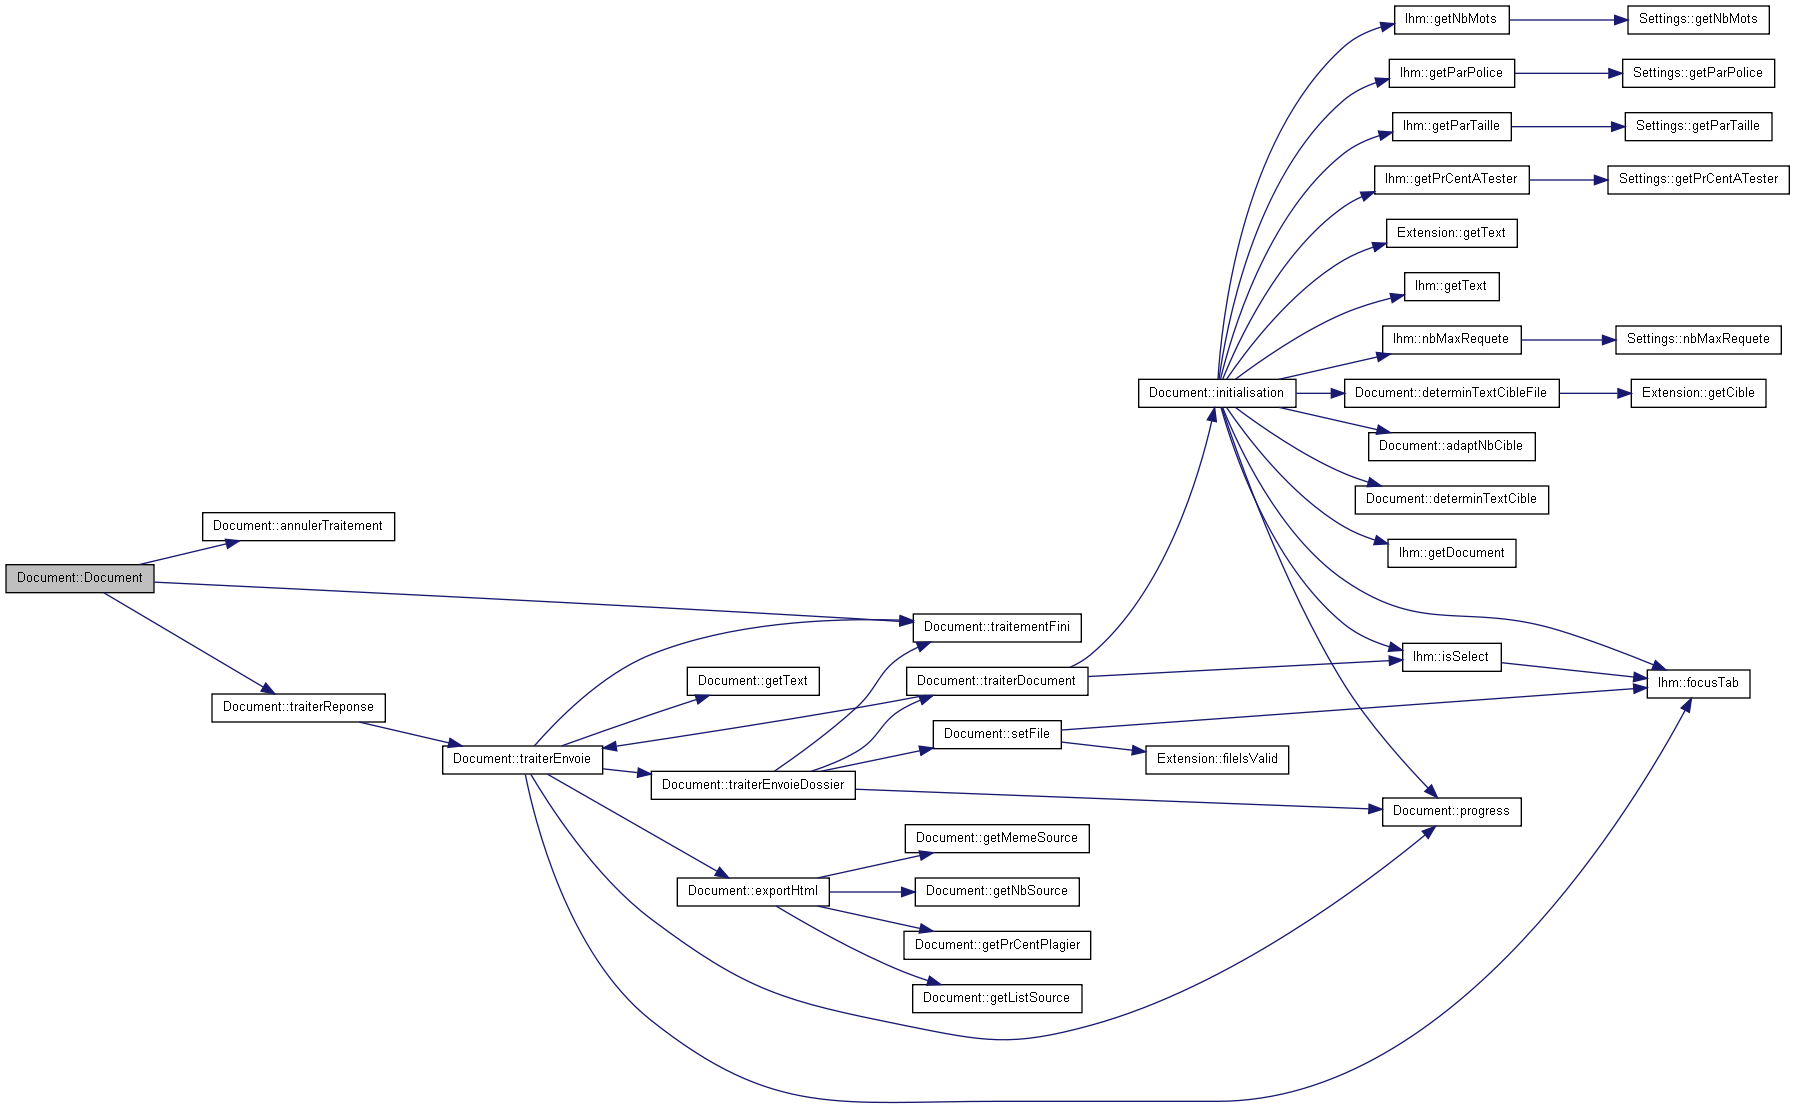 Ihm::getNbMots
Settings::getNbMots
Ihm::getParPolice
Settings::getParPolice
Ihm::getParTaille
Settings::getParTaille
Ihm::getPrCentATester
Settings::getPrCentATester
Extension::getText
Ihm::getText
Ihm::nbMaxRequete
Settings::nbMaxRequete
Document::initialisation
Document::determinTextCibleFile
Extension::getCible
Document::adaptNbCible
Document::determinTextCible
Document::annulerTraitement
Ihm::getDocument
Document::Document
Document::traitementFini
Ihm::isSelect
Document::getText
Document::traiterDocument
Ihm::focusTab
Document::traiterReponse
Document::setFile
Document::traiterEnvoie
Extension::fileIsValid
Document::traiterEnvoieDossier
Document::progress
Document::getMemeSource
Document::exportHtml
Document::getNbSource
Document::getPrCentPlagier
Document::getListSource